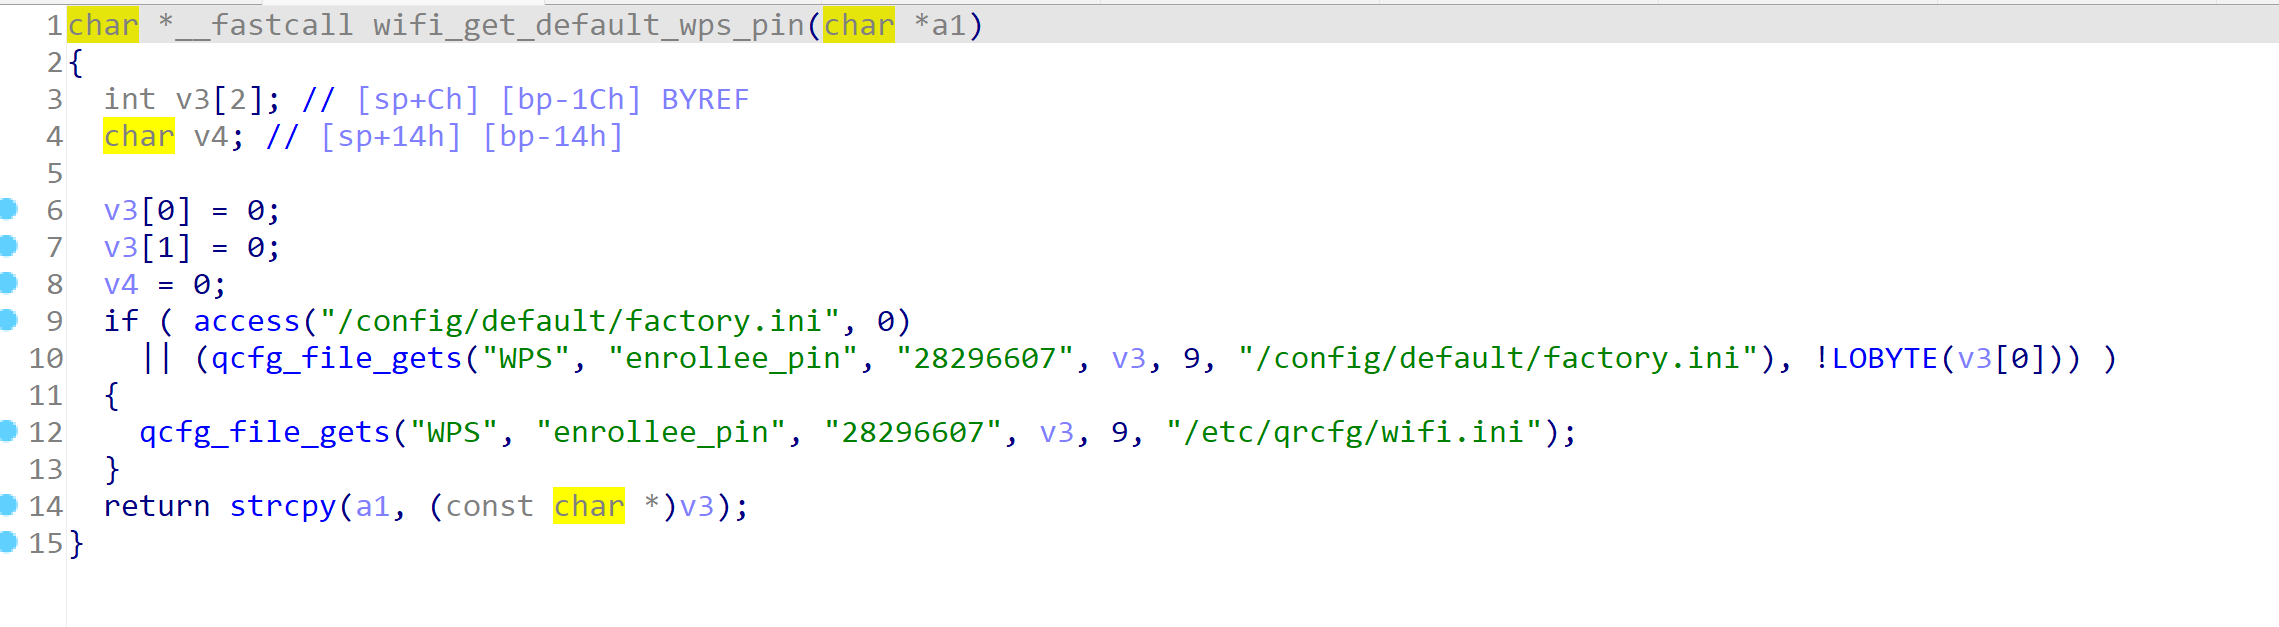 1 char *__fastcall wifi_get_default_wps_pin(char *a1)
2 {
3   int v3[2]; // [sp+Ch] [bp-1Ch] BYREF
4   char v4; // [sp+14h] [bp-14h]
5
6   v3[0] = 0;
7   v3[1] = 0;
8   v4 = 0;
9   if ( access("/config/default/factory.ini", 0)
10     || (qcfg_file_gets("WPS", "enrollee_pin", "28296607", v3, 9, "/config/default/factory.ini"), !LOBYTE(v3[0])) )
11   {
12     qcfg_file_gets("WPS", "enrollee_pin", "28296607", v3, 9, "/etc/qrcfg/wifi.ini");
13   }
14   return strcpy(a1, (const char *)v3);
15 }